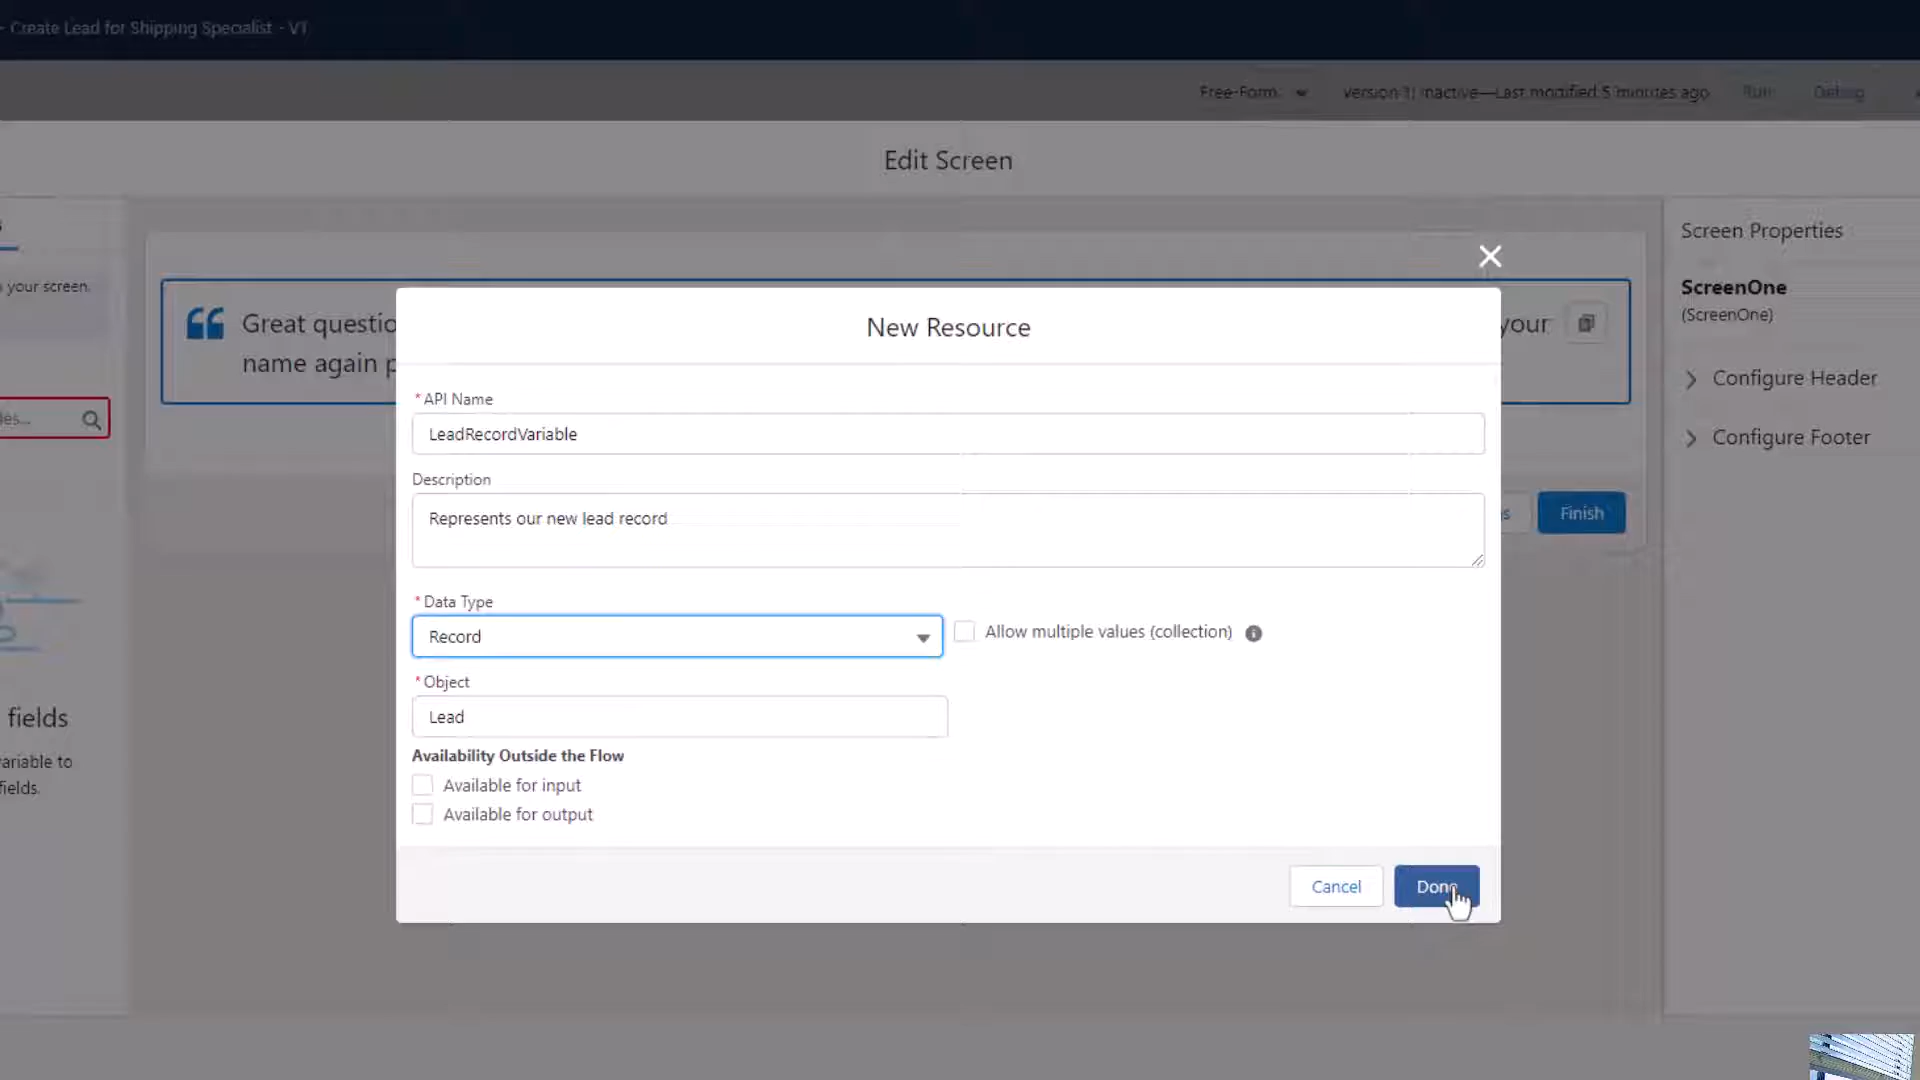 - Create Lead for Shipping Specialist - V1
Free-Form
Version 1: Inactive—Last modified 5 minutes ago
Run
Debug
Edit Screen
your screen.
Great questio
your
name again p
fields
ariable to
fields.
New Resource
* API Name
LeadRecordVariable
Description
Represents our new lead record
* Data Type
Record
Allow multiple values (collection)
* Object
Lead
Availability Outside the Flow
Available for input
Available for output
Cancel
Done
Finish
Screen Properties
ScreenOne
(ScreenOne)
Configure Header
Configure Footer